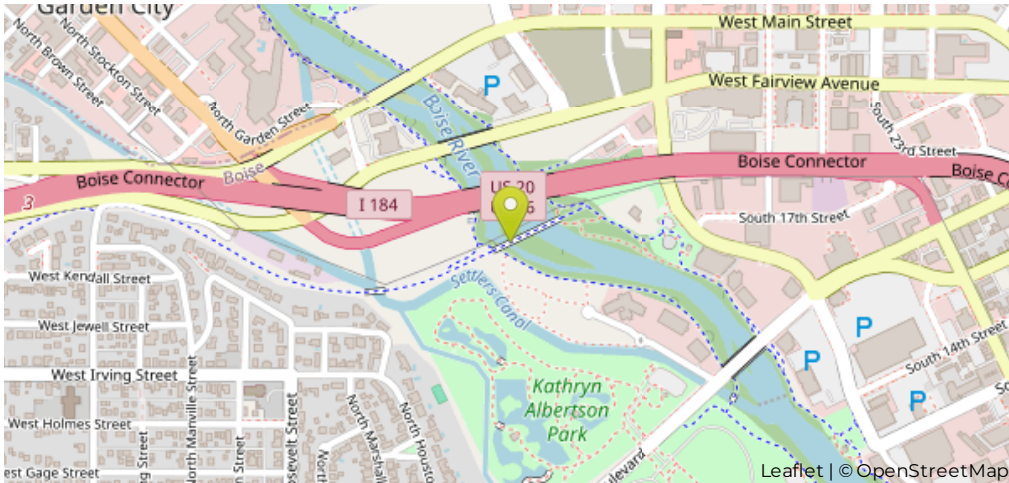 Garden City
West Main Street
North Brown Street
North Stockton Street
P
West Fairview Avenue
North Garden Street
Boise River
South 23rd Street
Boise Connector
Boise
Boise Connector
Boise
3
I 184
US 20
South 17th Street
West Kendall Street
Settlers Canal
West Jewell Street
P
South 14th Street
P
West Irving Street
Kathryn
Albertson
Park
P
North Manville Street
West Holmes Street
North Marshall
North Housto
Street
Street
West Gage Street
Leaflet | © OpenStreetMap